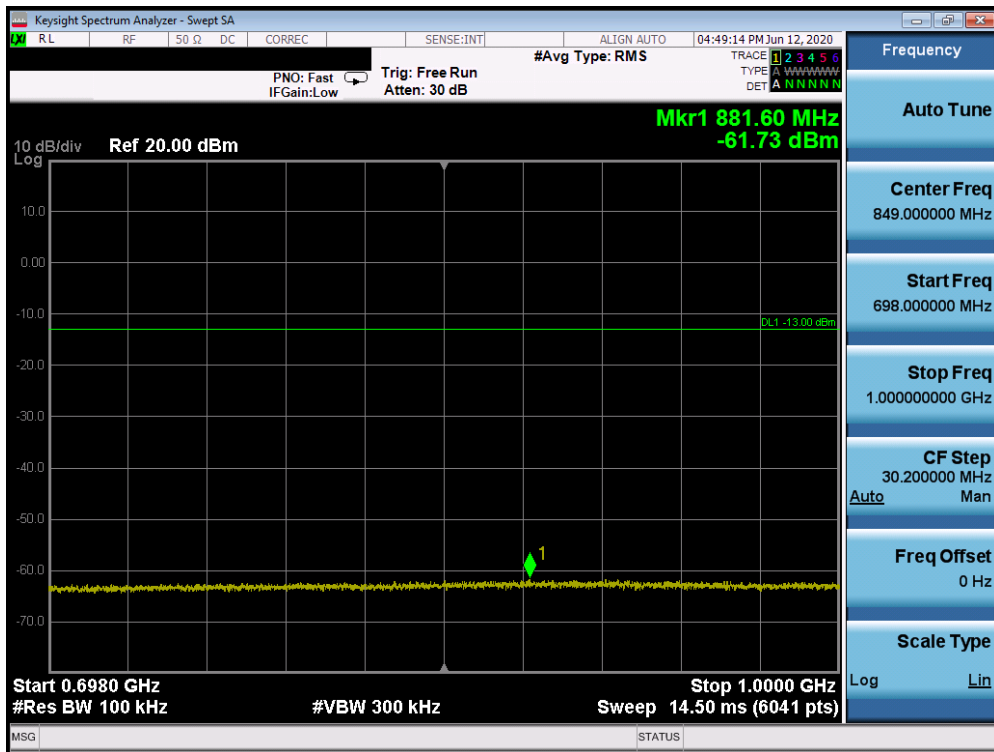 Keysight Spectrum Analyzer - Swept SA
LXI RL RF 50 Ω DC CORREC SENSE:INT ALIGN AUTO 04:49:14 PM Jun 12, 2020
Frequency
#Avg Type: RMS
TRACE 1 2 3 4 5 6
PNO: Fast Trig: Free Run
TYPE A WWWWW
IFGain:Low Atten: 30 dB
DET A N N N N N
Auto Tune
Mkr1 881.60 MHz
-61.73 dBm
10 dB/div Ref 20.00 dBm
Log
10.0
0.00
-10.0
DL1 -13.00 dBm
-20.0
-30.0
-40.0
-50.0
1
-60.0
-70.0
Start 0.6980 GHz Stop 1.0000 GHz
#Res BW 100 kHz #VBW 300 kHz Sweep 14.50 ms (6041 pts)
MSG STATUS
Center Freq
849.000000 MHz
Start Freq
698.000000 MHz
Stop Freq
1.000000000 GHz
CF Step
30.200000 MHz
Auto Man
Freq Offset
0 Hz
Scale Type
Log Lin